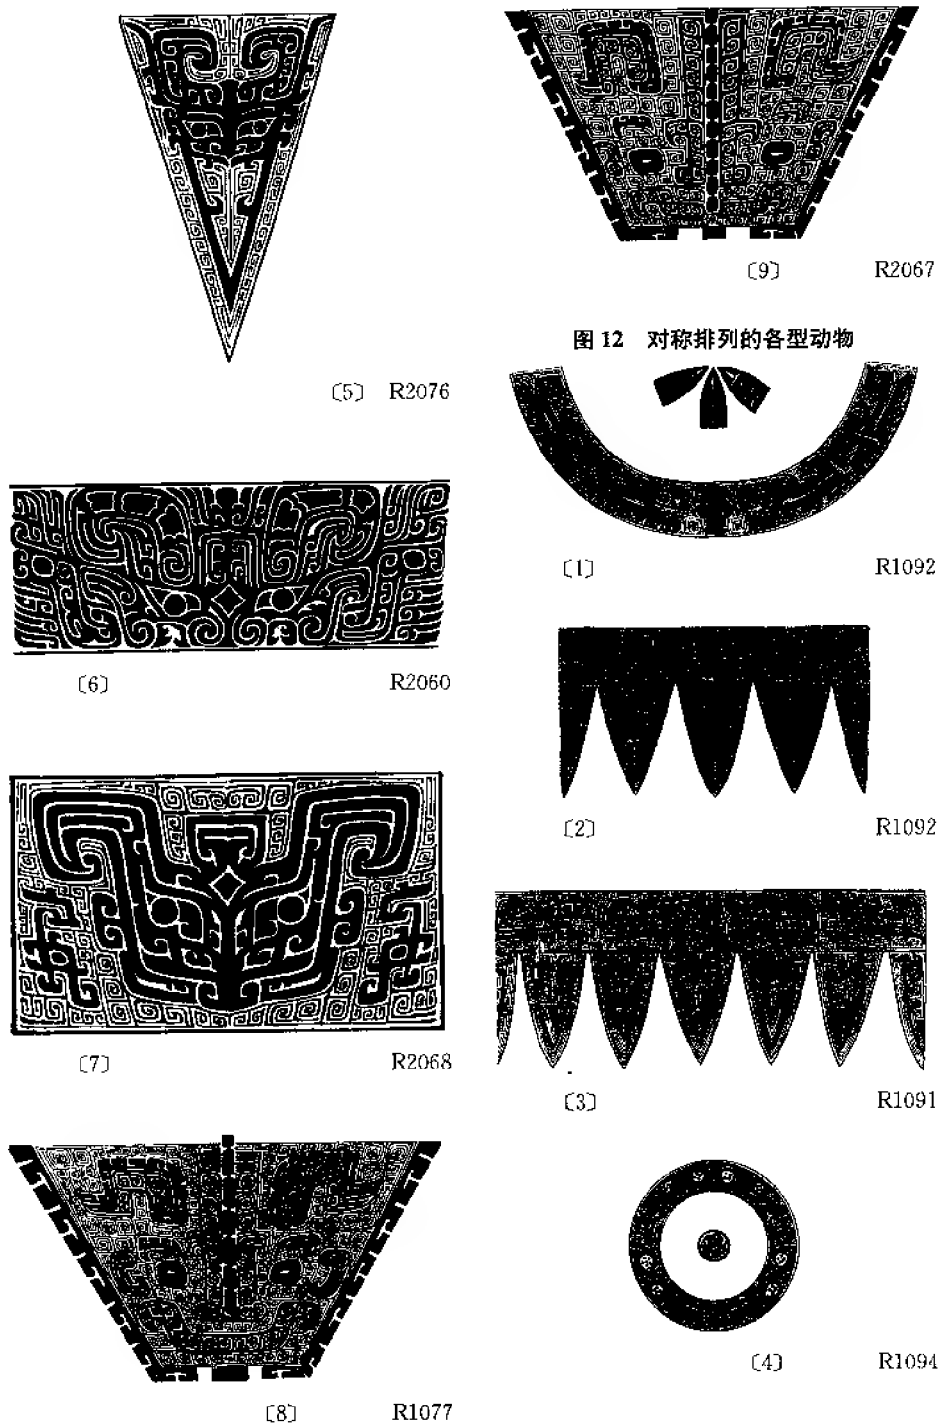 〔5〕 R2076
〔6〕 R2060
〔7〕 R2068
〔8〕 R1077
〔9〕 R2067
图 12 对称排列的各型动物
〔1〕 R1092
〔2〕 R1092
〔3〕 R1091
〔4〕 R1094